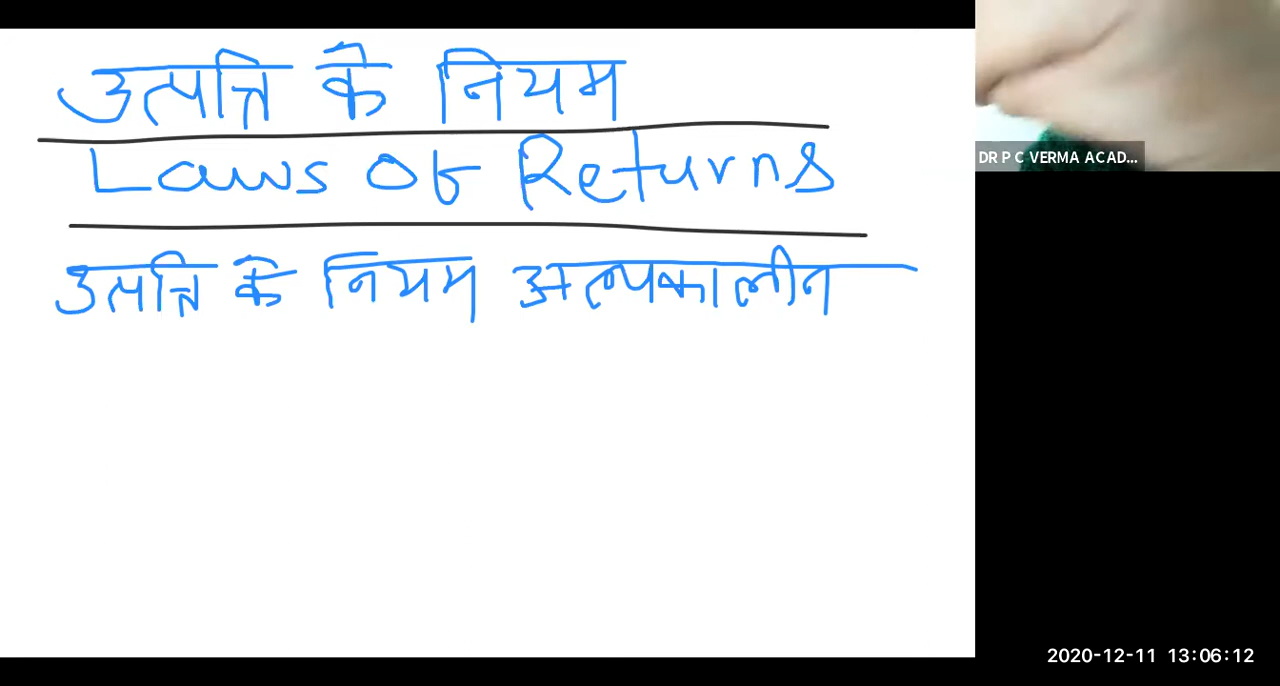 उत्पत्ति के नियम
Laws of Returns
उत्पत्ति के नियम अल्पकालीन
DR P C VERMA ACAD...
2020-12-11 13:06:12